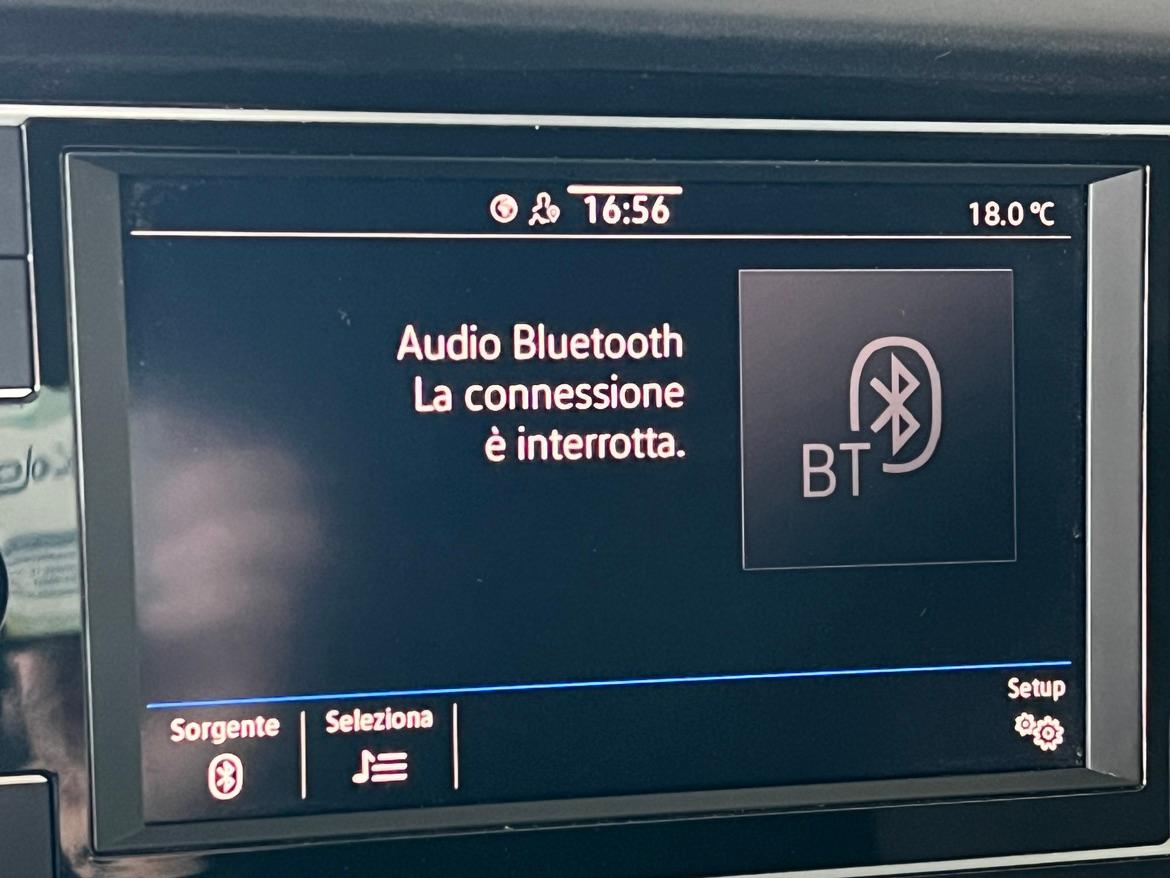 16:56
18.0 °C
Audio Bluetooth
La connessione
è interrotta.
BT
Setup
Sorgente
Seleziona